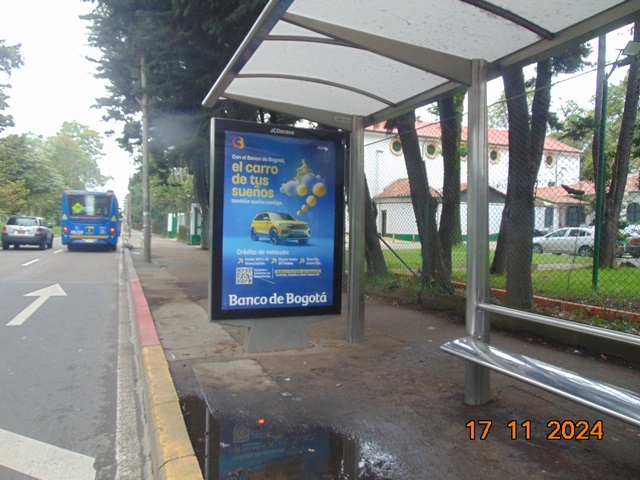 JCDecaux
Con el Banco de Bogotá,
el carro
de tus
sueños
también sueña contigo.
Crédito de vehículo:
Banco de Bogotá
17 11 2024